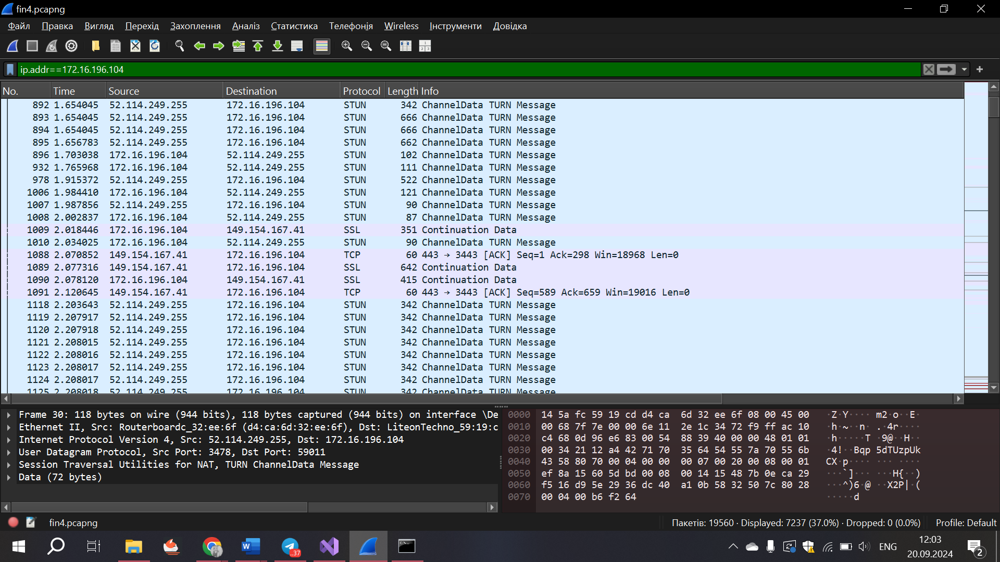 fin4.pcapng
Файл Правка Вигляд Перехід Захоплення Аналіз Статистика Телефонія Wireless Інструменти Довідка
ip.addr==172.16.196.104
No. Time Source Destination Protocol Length Info
892 1.654045 52.114.249.255 172.16.196.104 STUN 342 ChannelData TURN Message
893 1.654045 52.114.249.255 172.16.196.104 STUN 666 ChannelData TURN Message
894 1.654045 52.114.249.255 172.16.196.104 STUN 666 ChannelData TURN Message
895 1.656783 52.114.249.255 172.16.196.104 STUN 662 ChannelData TURN Message
896 1.703038 172.16.196.104 52.114.249.255 STUN 102 ChannelData TURN Message
932 1.765968 172.16.196.104 52.114.249.255 STUN 111 ChannelData TURN Message
978 1.915372 52.114.249.255 172.16.196.104 STUN 522 ChannelData TURN Message
1006 1.984410 172.16.196.104 52.114.249.255 STUN 121 ChannelData TURN Message
1007 1.987856 52.114.249.255 172.16.196.104 STUN 90 ChannelData TURN Message
1008 2.002837 172.16.196.104 52.114.249.255 STUN 87 ChannelData TURN Message
1009 2.018446 172.16.196.104 149.154.167.41 SSL 351 Continuation Data
1010 2.034025 172.16.196.104 52.114.249.255 STUN 90 ChannelData TURN Message
1088 2.070852 149.154.167.41 172.16.196.104 TCP 60 443 → 3443 [ACK] Seq=1 Ack=298 Win=18968 Len=0
1089 2.077316 149.154.167.41 172.16.196.104 SSL 642 Continuation Data
1090 2.078120 172.16.196.104 149.154.167.41 SSL 415 Continuation Data
1091 2.120645 149.154.167.41 172.16.196.104 TCP 60 443 → 3443 [ACK] Seq=589 Ack=659 Win=19016 Len=0
1118 2.203643 52.114.249.255 172.16.196.104 STUN 342 ChannelData TURN Message
1119 2.207917 52.114.249.255 172.16.196.104 STUN 342 ChannelData TURN Message
1120 2.207918 52.114.249.255 172.16.196.104 STUN 342 ChannelData TURN Message
1121 2.208015 52.114.249.255 172.16.196.104 STUN 342 ChannelData TURN Message
1122 2.208016 52.114.249.255 172.16.196.104 STUN 342 ChannelData TURN Message
1123 2.208017 52.114.249.255 172.16.196.104 STUN 342 ChannelData TURN Message
1124 2.208017 52.114.249.255 172.16.196.104 STUN 342 ChannelData TURN Message
1125 2.208018 52.114.249.255 172.16.196.104 STUN 342 ChannelData TURN Message
Frame 30: 118 bytes on wire (944 bits), 118 bytes captured (944 bits) on interface \De
Ethernet II, Src: Routerboardc_32:ee:6f (d4:ca:6d:32:ee:6f), Dst: LiteonTechno_59:19:c
Internet Protocol Version 4, Src: 52.114.249.255, Dst: 172.16.196.104
User Datagram Protocol, Src Port: 3478, Dst Port: 59011
Session Traversal Utilities for NAT, TURN ChannelData Message
Data (72 bytes)
0000 14 5a fc 59 19 cd d4 ca 6d 32 ee 6f 08 00 45 00 ·Z·Y···· m2·o··E·
0010 00 68 7f 7e 00 00 6e 11 2e 1c 34 72 f9 ff ac 10 ·h·~··n· .·4r····
0020 c4 68 0d 96 e6 83 00 54 88 39 40 00 00 48 01 01 ·h·····T ·9@··H··
0030 00 34 21 12 a4 42 71 70 35 64 54 55 7a 70 55 6b ·4!··Bqp 5dTUzpUk
0040 43 58 80 70 00 04 00 00 00 07 00 20 00 08 00 01 CX·p···· ··· ····
0050 ef 8a 15 60 5d bd 00 08 00 14 15 48 7b 0e ca 29 ···`]··· ···H{··)
0060 f5 16 d9 5e 29 36 dc 40 a1 0b 58 32 50 7c 80 28 ···^)6·@ ··X2P|·(
0070 00 04 00 b6 f2 64 ·····d
fin4.pcapng Пакетів: 19560 · Displayed: 7237 (37.0%) · Dropped: 0 (0.0%) Profile: Default
..37
ENG
12:03
20.09.2024
2